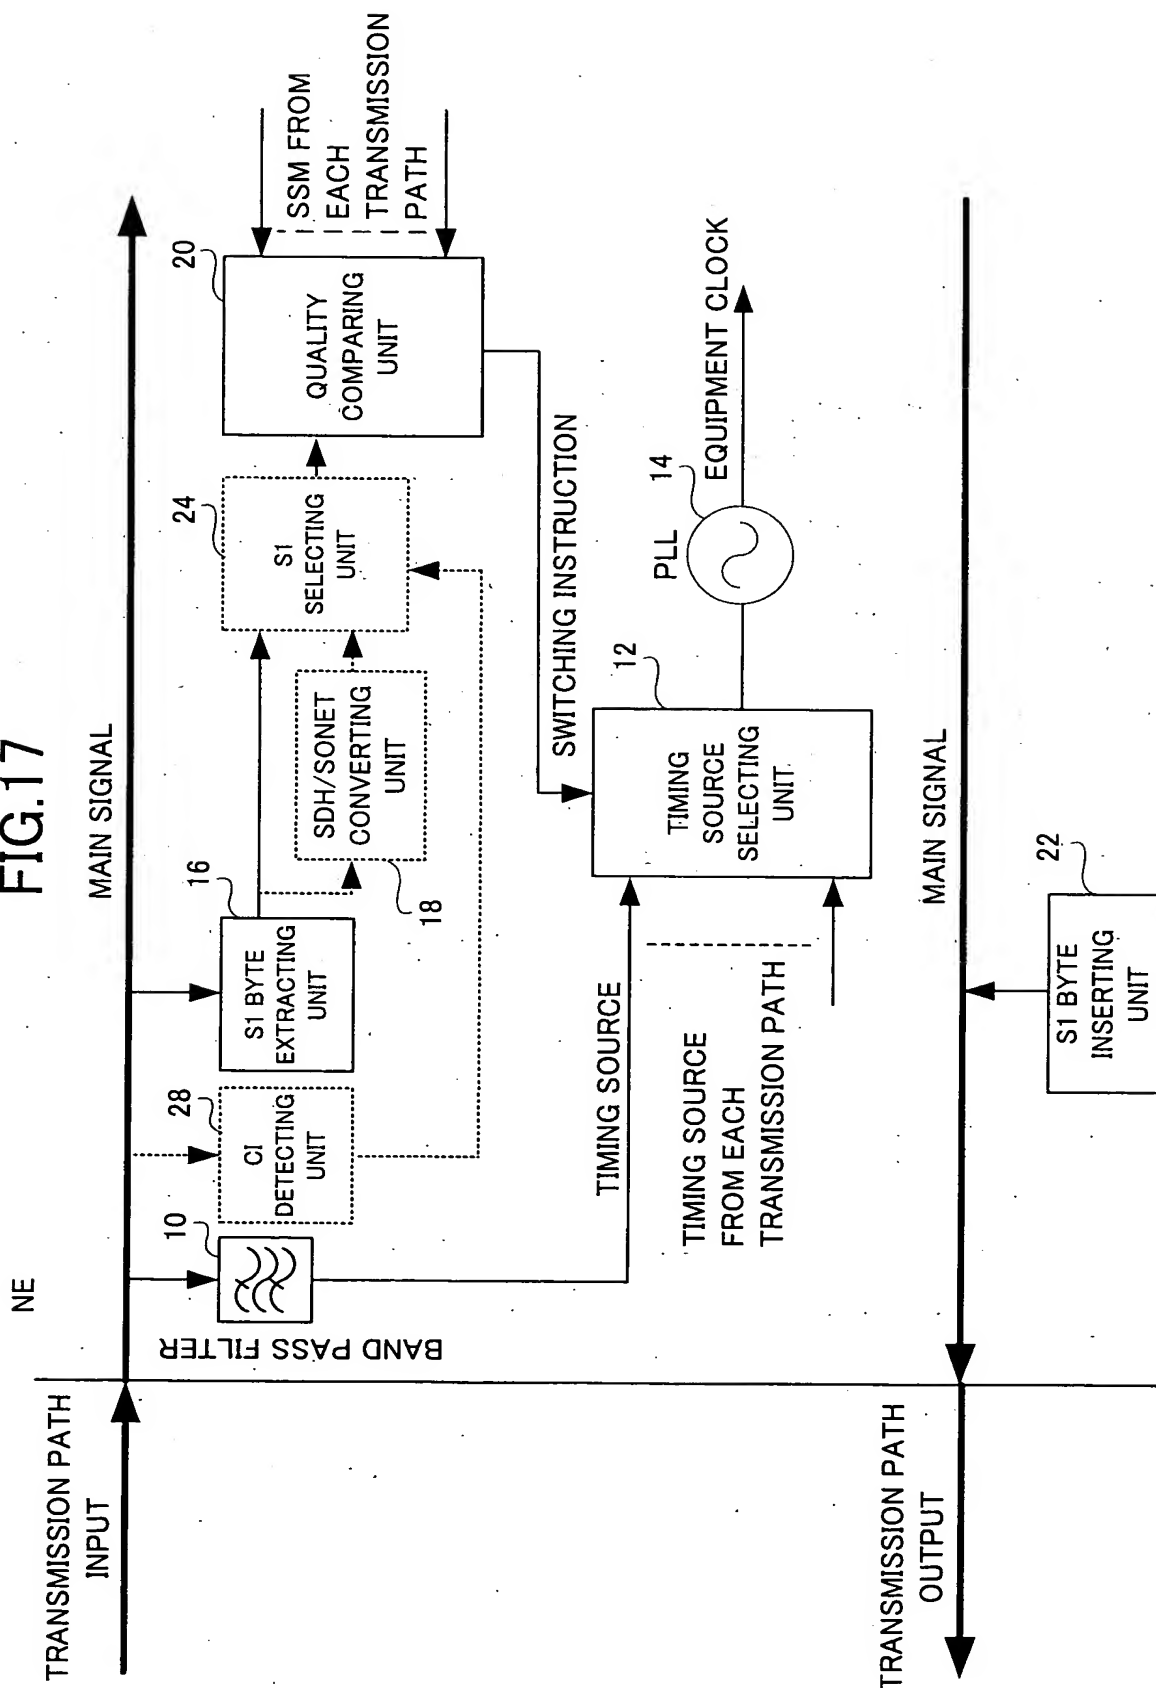 FIG.17
NE
TRANSMISSION PATH
INPUT
MAIN SIGNAL
BAND PASS FILTER
10
28
CI
DETECTING
UNIT
16
S1 BYTE
EXTRACTING
UNIT
18
SDH/SONET
CONVERTING
UNIT
24
S1
SELECTING
UNIT
20
QUALITY
COMPARING
UNIT
SSM FROM
EACH
TRANSMISSION
PATH
SWITCHING INSTRUCTION
TIMING SOURCE
TIMING SOURCE
FROM EACH
TRANSMISSION PATH
12
TIMING
SOURCE
SELECTING
UNIT
PLL
14
EQUIPMENT CLOCK
MAIN SIGNAL
TRANSMISSION PATH
OUTPUT
22
S1 BYTE
INSERTING
UNIT